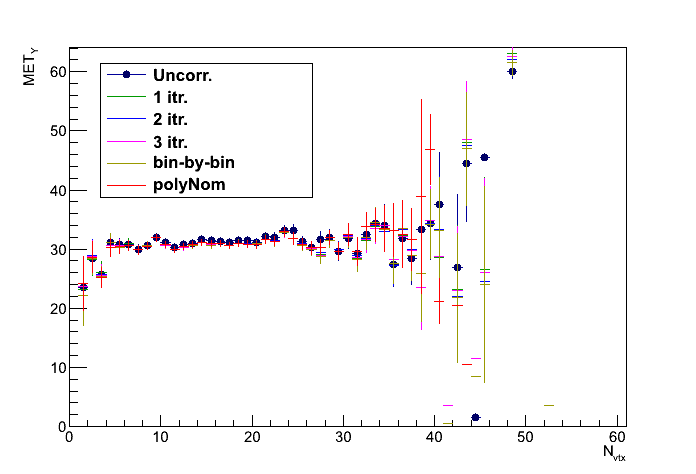 MET_Y
60
50
40
30
20
10
0
Uncorr.
1 itr.
2 itr.
3 itr.
bin-by-bin
polyNom
0 10 20 30 40 50 60
N_vtx